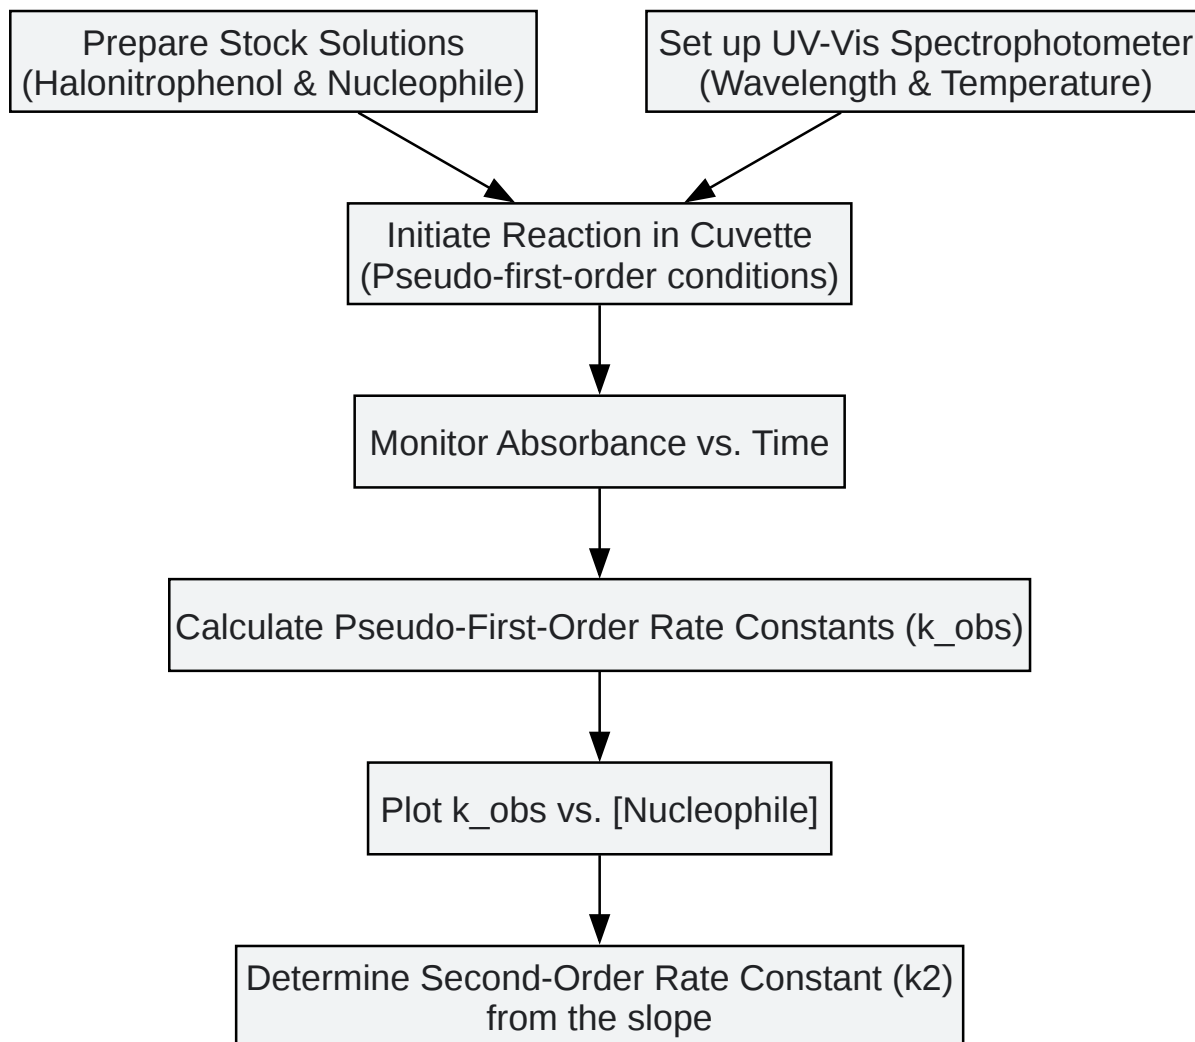 Prepare Stock Solutions
(Halonitrophenol & Nucleophile)
Set up UV-Vis Spectrophotometer
(Wavelength & Temperature)
Initiate Reaction in Cuvette
(Pseudo-first-order conditions)
Monitor Absorbance vs. Time
Calculate Pseudo-First-Order Rate Constants (k_obs)
Plot k_obs vs. [Nucleophile]
Determine Second-Order Rate Constant (k2)
from the slope